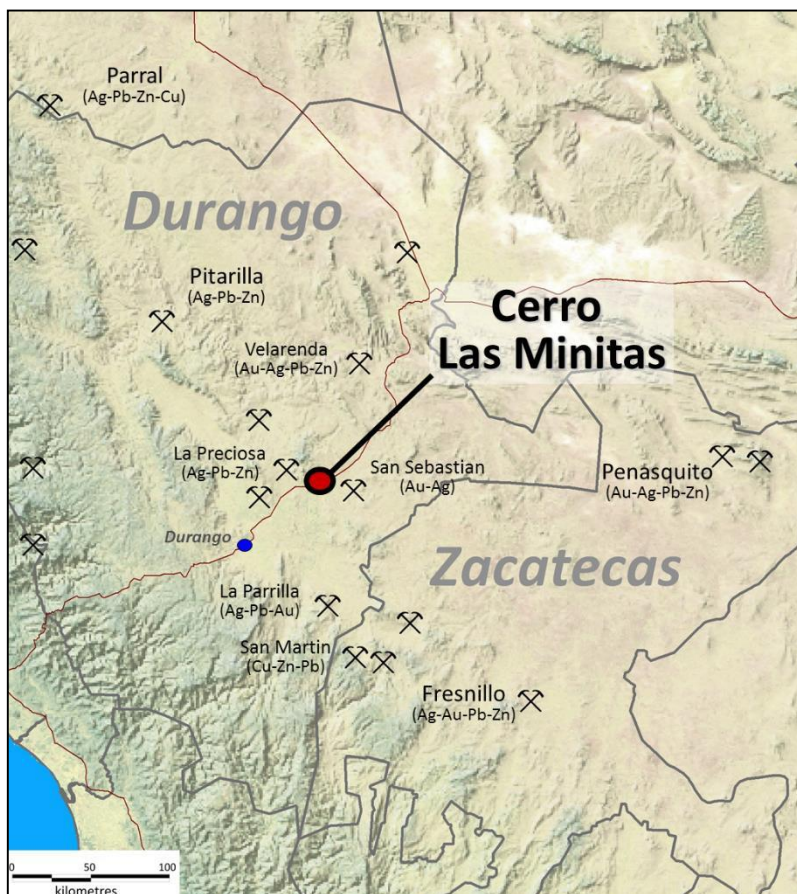 Parral
(Ag-Pb-Zn-Cu)
Durango
Pitarilla
(Ag-Pb-Zn)
Cerro
Las Minitas
Velarenda
(Au-Ag-Pb-Zn)
La Preciosa
(Ag-Pb-Zn)
San Sebastian
(Au-Ag)
Penasquito
(Au-Ag-Pb-Zn)
Durango
Zacatecas
La Parrilla
(Ag-Pb-Au)
San Martin
(Cu-Zn-Pb)
Fresnillo
(Ag-Au-Pb-Zn)
0 50 100
kilometres